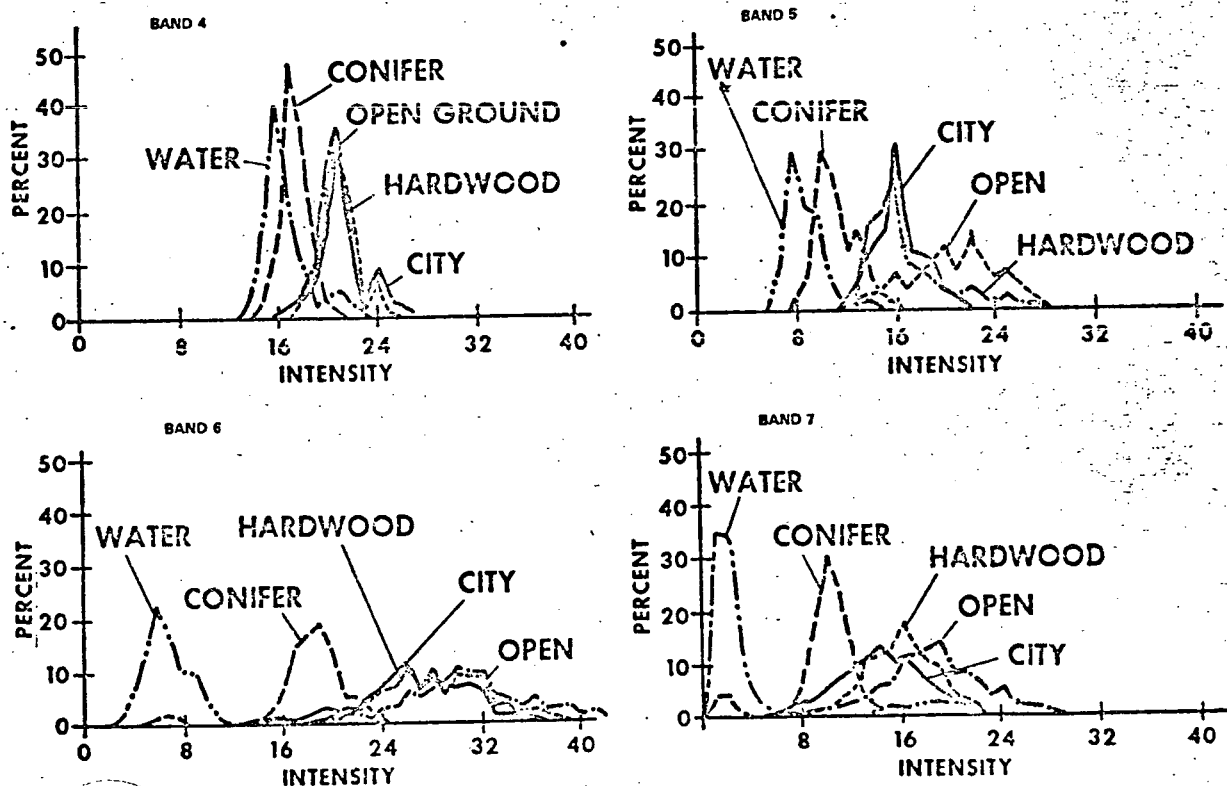 BAND 4
PERCENT
50
40
30
20
10
0
WATER
CONIFER
OPEN GROUND
HARDWOOD
CITY
0 8 16 24 32 40
INTENSITY
BAND 5
PERCENT
50
40
30
20
10
0
WATER
CONIFER
CITY
OPEN
HARDWOOD
0 8 16 24 32 40
INTENSITY
BAND 6
PERCENT
50
40
30
20
10
0
WATER
CONIFER
HARDWOOD
CITY
OPEN
0 8 16 24 32 40
INTENSITY
BAND 7
PERCENT
50
40
30
20
10
0
WATER
CONIFER
HARDWOOD
OPEN
CITY
0 8 16 24 32 40
INTENSITY